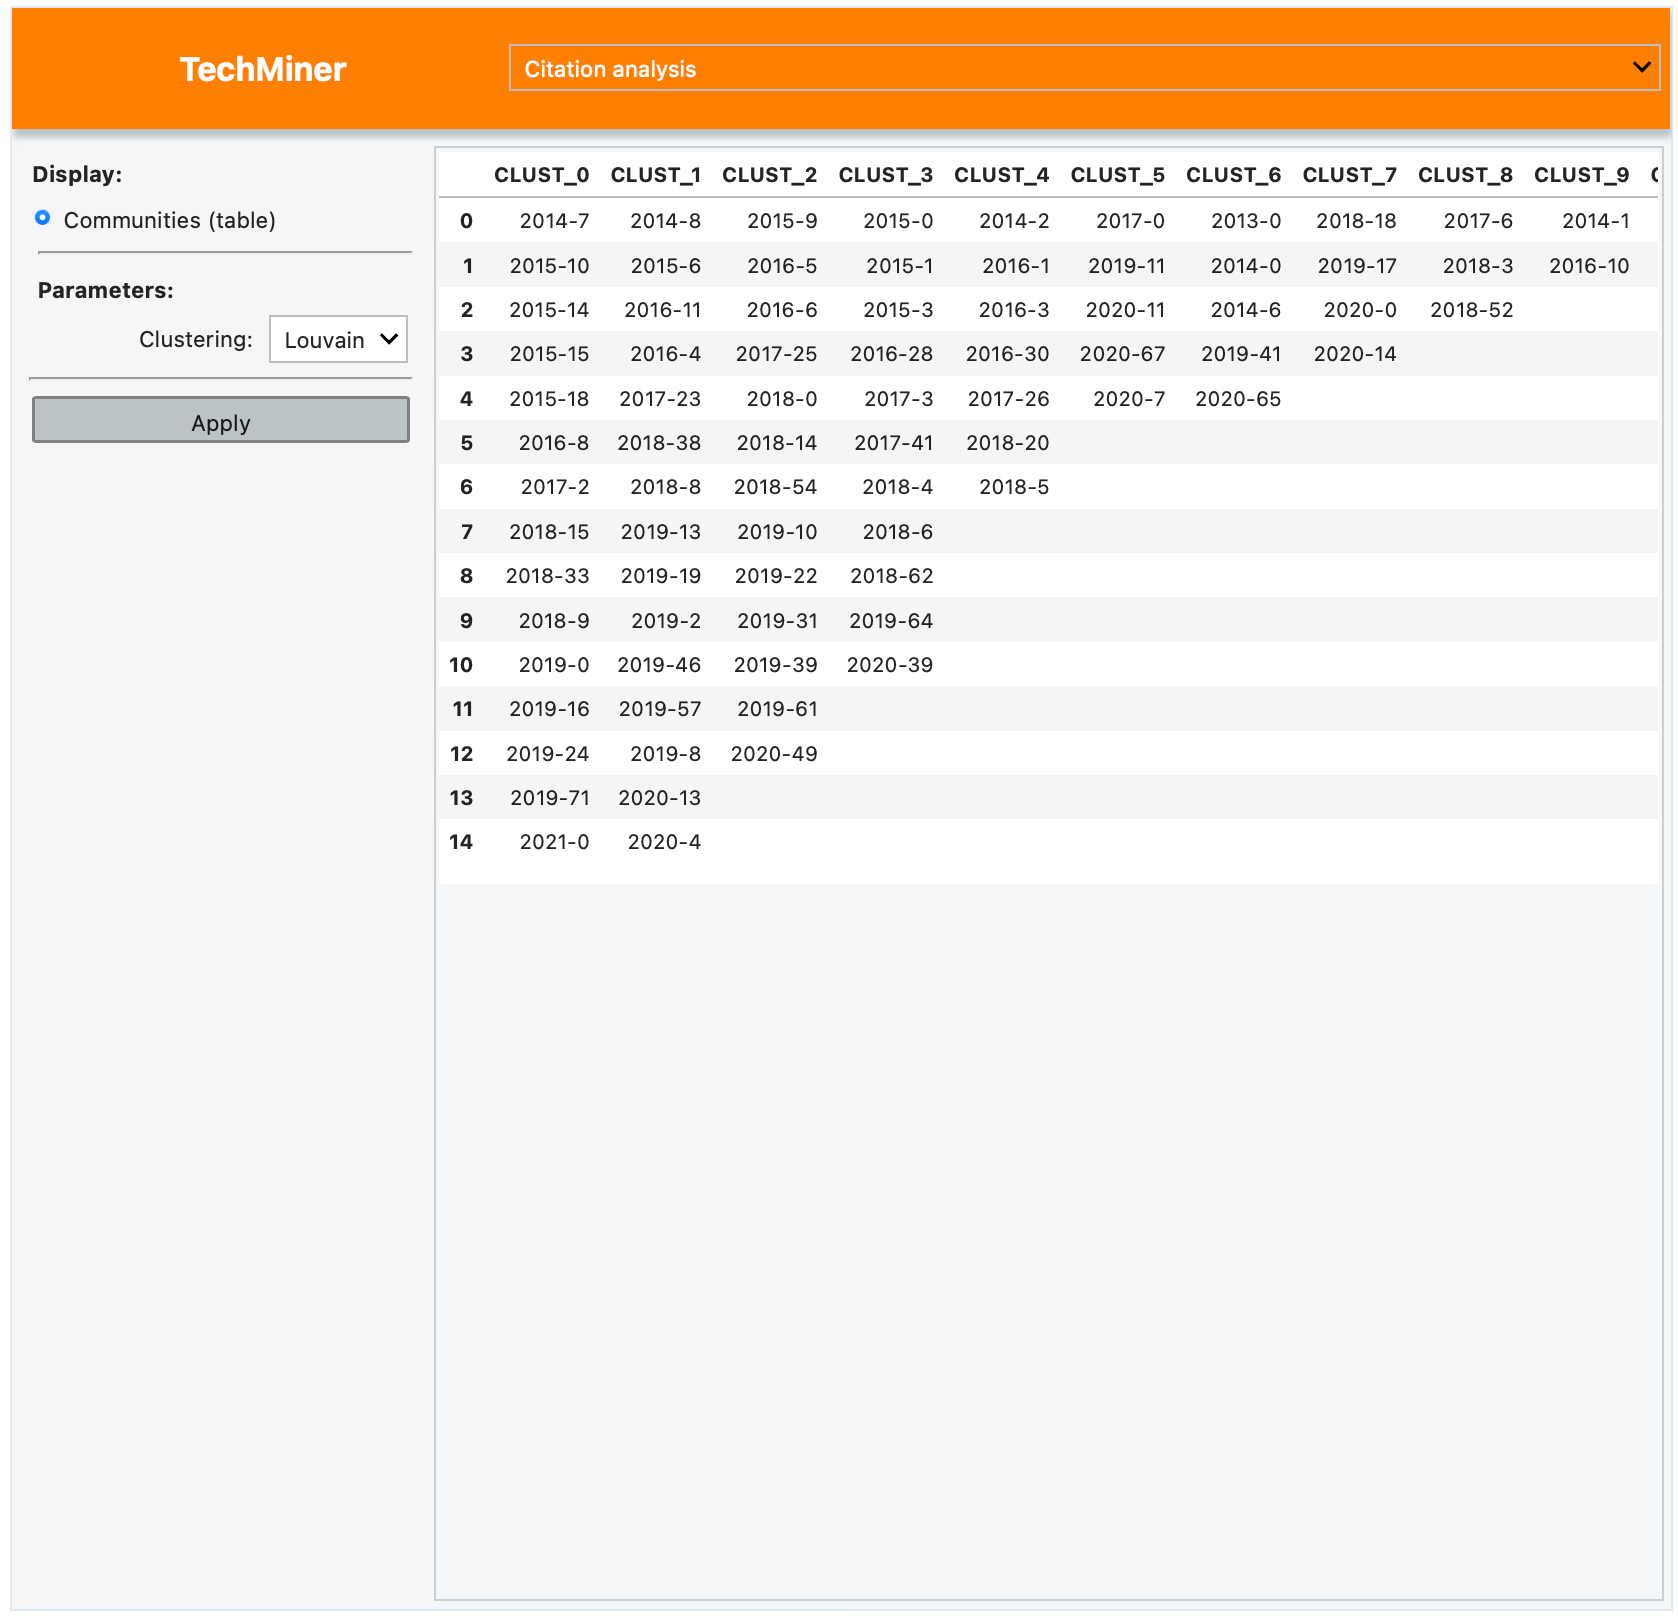 TechMiner
Citation analysis
Display:
Communities (table)
Parameters:
Clustering: Louvain
Apply
CLUST_0 CLUST_1 CLUST_2 CLUST_3 CLUST_4 CLUST_5 CLUST_6 CLUST_7 CLUST_8 CLUST_9
0 2014-7 2014-8 2015-9 2015-0 2014-2 2017-0 2013-0 2018-18 2017-6 2014-1
1 2015-10 2015-6 2016-5 2015-1 2016-1 2019-11 2014-0 2019-17 2018-3 2016-10
2 2015-14 2016-11 2016-6 2015-3 2016-3 2020-11 2014-6 2020-0 2018-52
3 2015-15 2016-4 2017-25 2016-28 2016-30 2020-67 2019-41 2020-14
4 2015-18 2017-23 2018-0 2017-3 2017-26 2020-7 2020-65
5 2016-8 2018-38 2018-14 2017-41 2018-20
6 2017-2 2018-8 2018-54 2018-4 2018-5
7 2018-15 2019-13 2019-10 2018-6
8 2018-33 2019-19 2019-22 2018-62
9 2018-9 2019-2 2019-31 2019-64
10 2019-0 2019-46 2019-39 2020-39
11 2019-16 2019-57 2019-61
12 2019-24 2019-8 2020-49
13 2019-71 2020-13
14 2021-0 2020-4